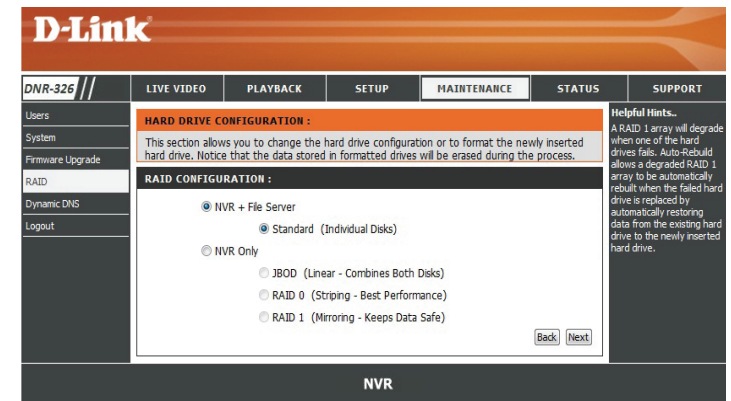 D-Link
DNR-326
LIVE VIDEO
PLAYBACK
SETUP
MAINTENANCE
STATUS
SUPPORT
Users
System
Firmware Upgrade
RAID
Dynamic DNS
Logout
HARD DRIVE CONFIGURATION :
This section allows you to change the hard drive configuration or to format the newly inserted
hard drive. Notice that the data stored in formatted drives will be erased during the process.
RAID CONFIGURATION :
NVR + File Server
Standard (Individual Disks)
NVR Only
JBOD (Linear - Combines Both Disks)
RAID 0 (Striping - Best Performance)
RAID 1 (Mirroring - Keeps Data Safe)
Back Next
Helpful Hints..
A RAID 1 array will degrade
when one of the hard
drives fails. Auto-Rebuild
allows a degraded RAID 1
array to be automatically
rebuilt when the failed hard
drive is replaced by
automatically restoring
data from the existing hard
drive to the newly inserted
hard drive.
NVR